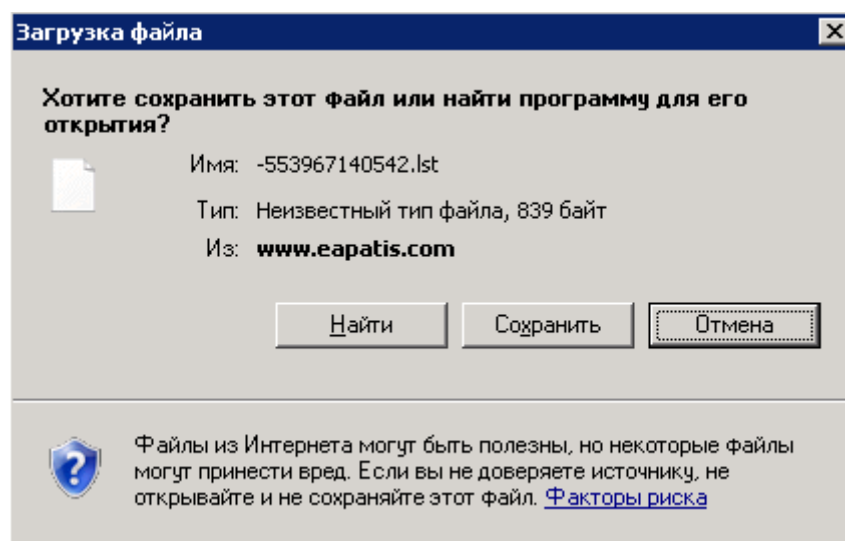 Загрузка файла
Хотите сохранить этот файл или найти программу для его
открытия?
Имя: -553967140542.lst
Тип: Неизвестный тип файла, 839 байт
Из: www.eapatis.com
Найти Сохранить Отмена
Файлы из Интернета могут быть полезны, но некоторые файлы
могут принести вред. Если вы не доверяете источнику, не
открывайте и не сохраняйте этот файл. Факторы риска